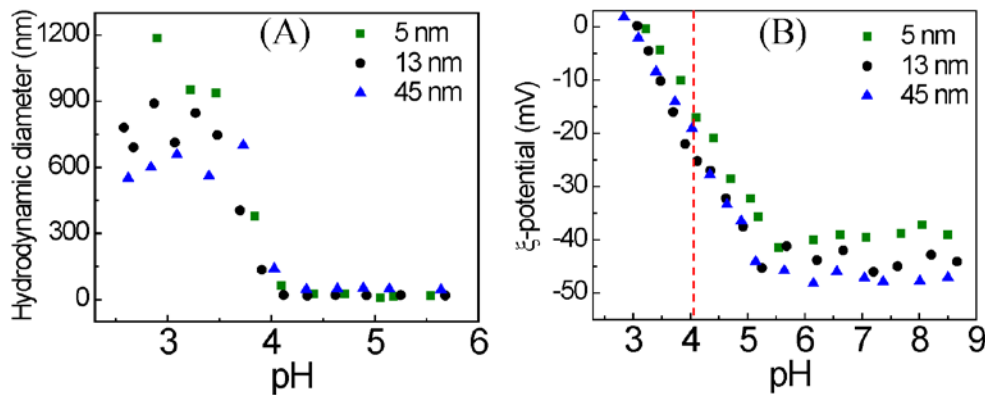 (A)
5 nm
13 nm
45 nm
Hydrodynamic diameter (nm)
1200
900
600
300
0
3
4
5
6
pH
(B)
5 nm
13 nm
45 nm
ξ-potential (mV)
0
-10
-20
-30
-40
-50
2
3
4
5
6
7
8
9
pH